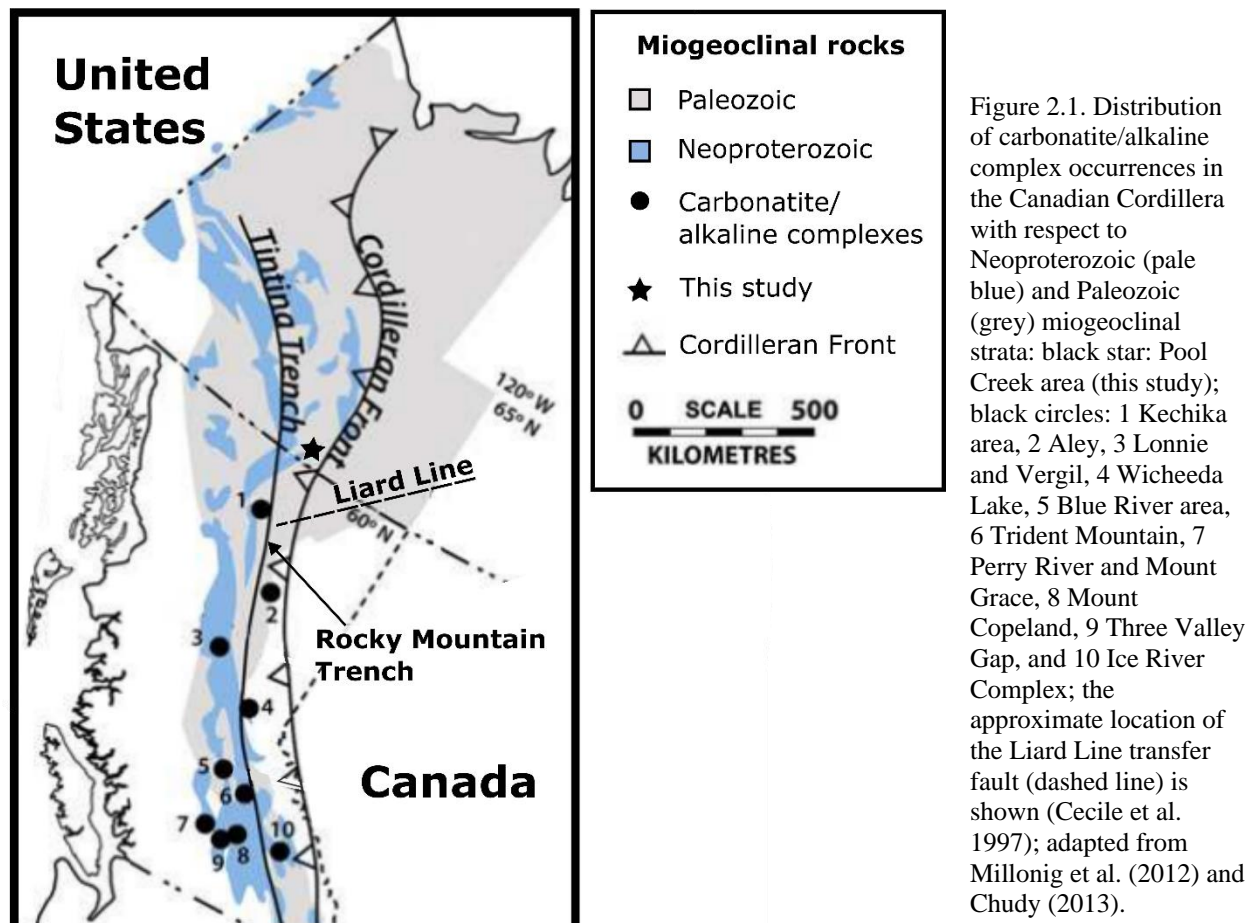 United
States
Tintina Trench
Cordilleran Front
120° W
65° N
Liard Line
60° N
1
2
Rocky Mountain
Trench
3
4
5
6
Canada
7
8
9
10
Miogeoclinal rocks
Paleozoic
Neoproterozoic
Carbonatite/
alkaline complexes
This study
Cordilleran Front
0 SCALE 500
KILOMETRES
Figure 2.1. Distribution
of carbonatite/alkaline
complex occurrences in
the Canadian Cordillera
with respect to
Neoproterozoic (pale
blue) and Paleozoic
(grey) miogeoclinal
strata: black star: Pool
Creek area (this study);
black circles: 1 Kechika
area, 2 Aley, 3 Lonnie
and Vergil, 4 Wicheeda
Lake, 5 Blue River area,
6 Trident Mountain, 7
Perry River and Mount
Grace, 8 Mount
Copeland, 9 Three Valley
Gap, and 10 Ice River
Complex; the
approximate location of
the Liard Line transfer
fault (dashed line) is
shown (Cecile et al.
1997); adapted from
Millonig et al. (2012) and
Chudy (2013).